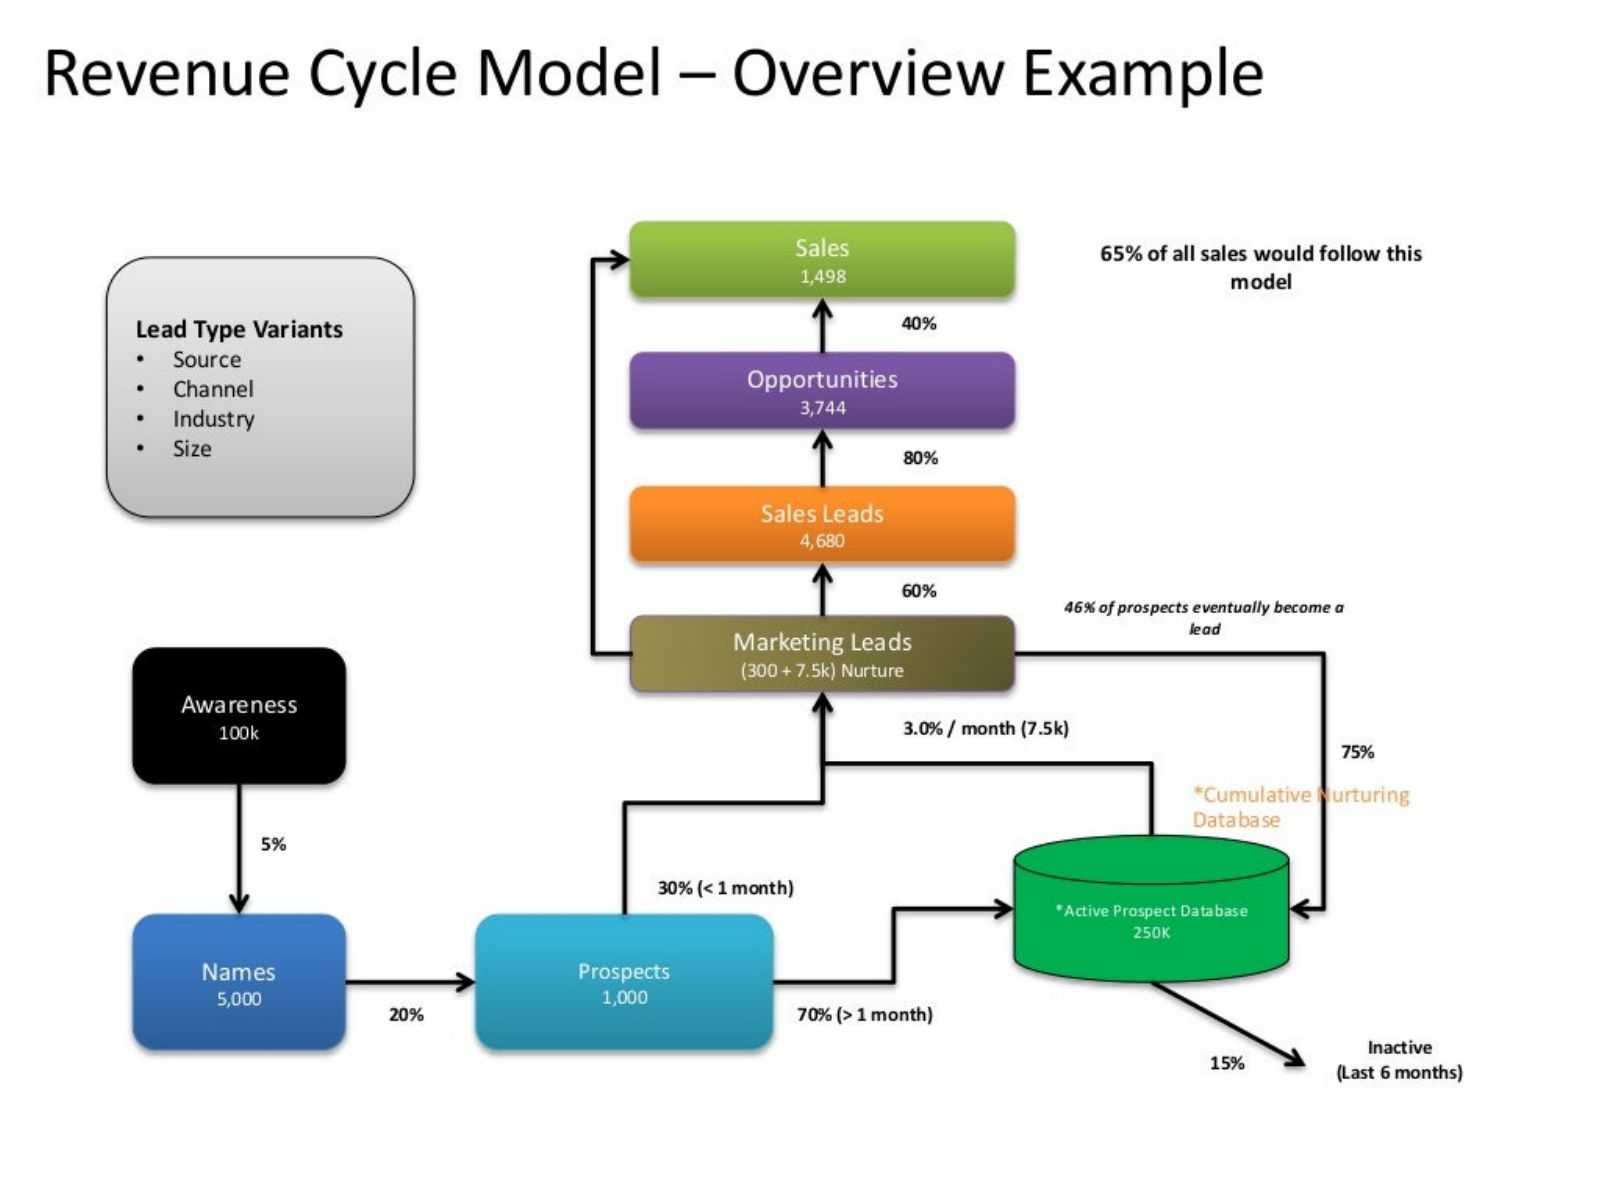 Revenue Cycle Model – Overview Example
Sales
1,498
65% of all sales would follow this
model
40%
Lead Type Variants
• Source
• Channel
• Industry
• Size
Opportunities
3,744
80%
Sales Leads
4,680
60%
46% of prospects eventually become a
lead
Marketing Leads
(300 + 7.5k) Nurture
Awareness
100k
3.0% / month (7.5k)
75%
*Cumulative Nurturing
Database
5%
30% (< 1 month)
*Active Prospect Database
250K
Names
5,000
Prospects
1,000
20%
70% (> 1 month)
15%
Inactive
(Last 6 months)